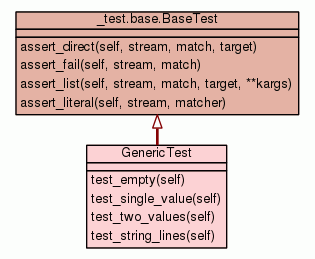 _test.base.BaseTest
assert_direct(self, stream, match, target)
assert_fail(self, stream, match)
assert_list(self, stream, match, target, **kargs)
assert_literal(self, stream, matcher)
GenericTest
test_empty(self)
test_single_value(self)
test_two_values(self)
test_string_lines(self)